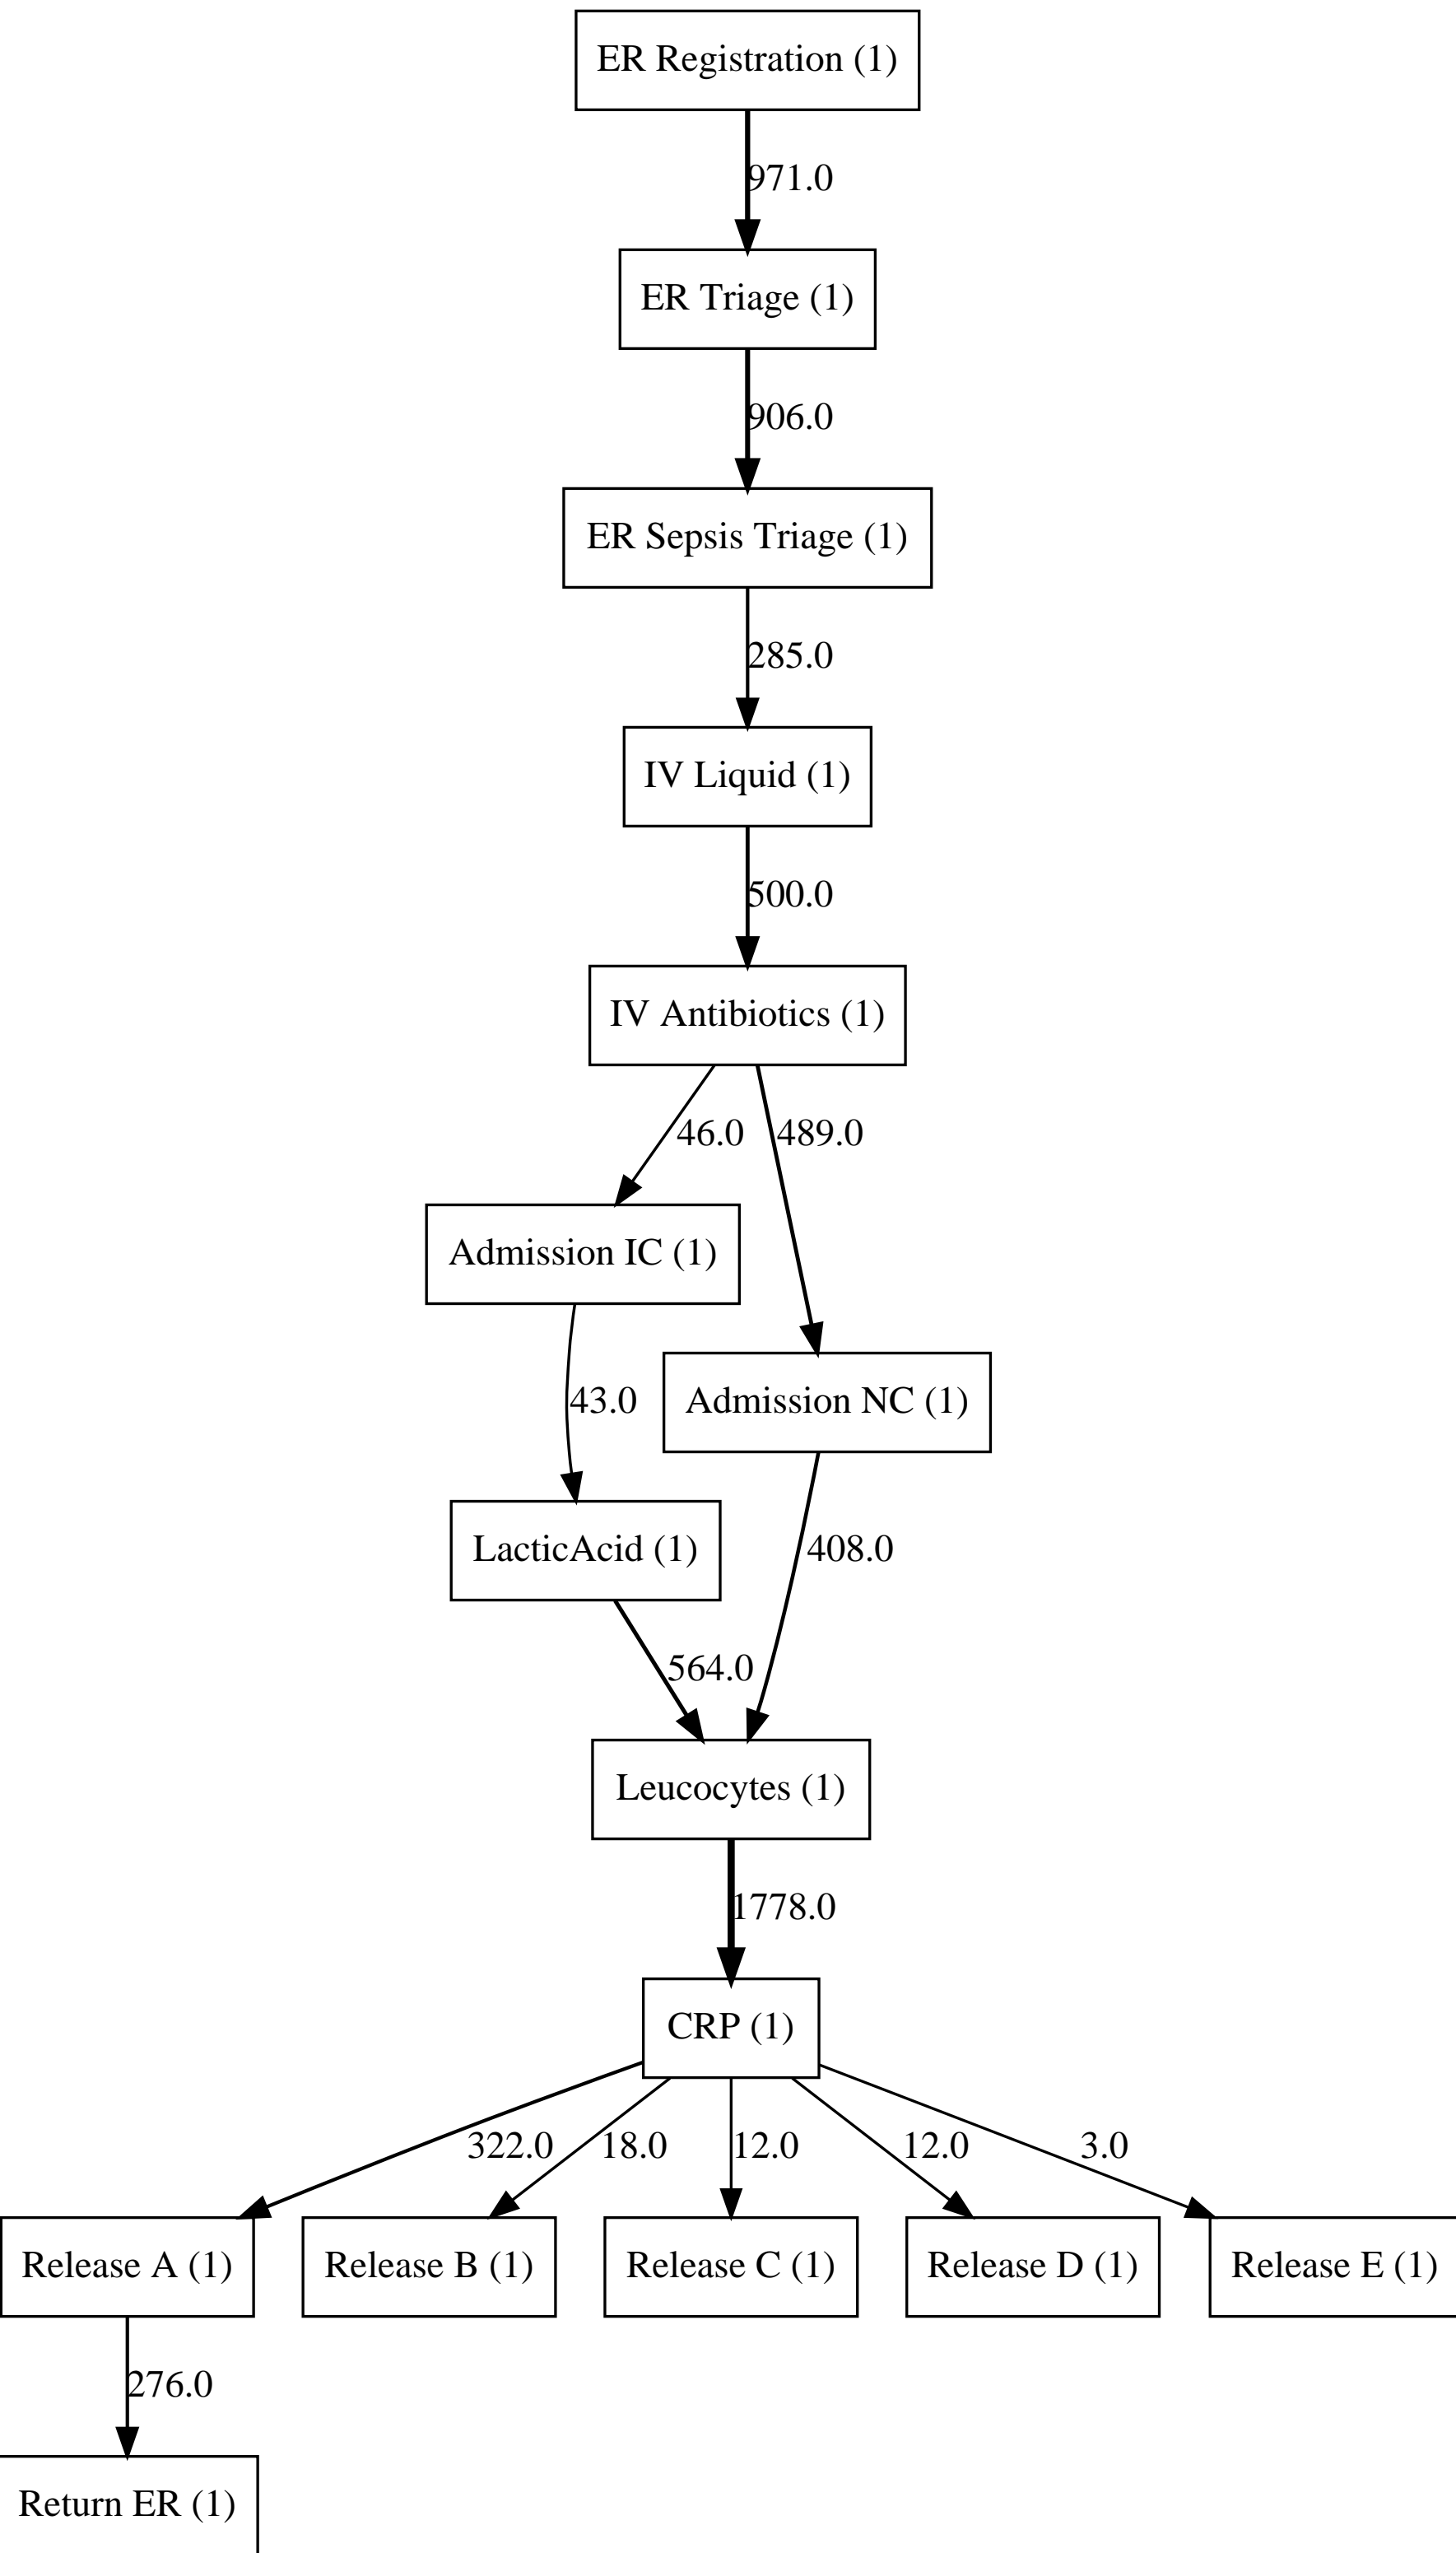 ER Registration (1)
971.0
ER Triage (1)
906.0
ER Sepsis Triage (1)
285.0
IV Liquid (1)
500.0
IV Antibiotics (1)
46.0
489.0
Admission IC (1)
43.0
Admission NC (1)
LacticAcid (1)
408.0
564.0
Leucocytes (1)
1778.0
CRP (1)
322.0
18.0
12.0
12.0
3.0
Release A (1)
Release B (1)
Release C (1)
Release D (1)
Release E (1)
276.0
Return ER (1)